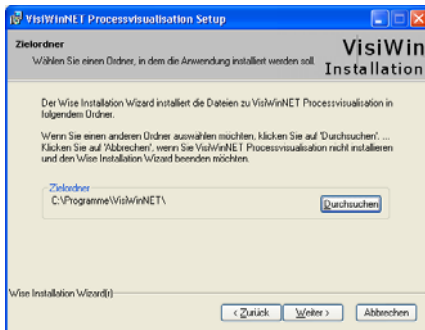 VisiWinNET Processvisualisation Setup
Zielordner
Wählen Sie einen Ordner, in dem die Anwendung installiert werden soll.
VisiWin
Installation
Der Wise Installation Wizard installiert die Dateien zu VisiWinNET Processvisualisation in
folgendem Ordner.
Wenn Sie einen anderen Ordner auswählen möchten, klicken Sie auf 'Durchsuchen'. ...
Klicken Sie auf 'Abbrechen', wenn Sie VisiWinNET Processvisualisation nicht installieren
und den Wise Installation Wizard beenden möchten.
Zielordner
C:\Programme\VisiWinNET\
Durchsuchen
Wise Installation Wizard(r)
< Zurück
Weiter >
Abbrechen